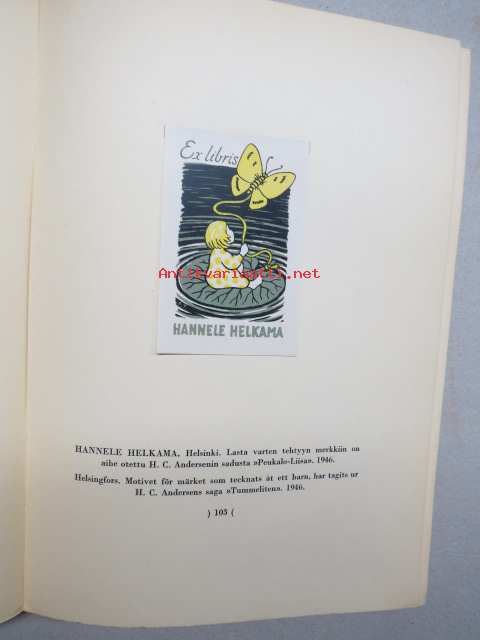 Ex libris
Antikvariaatti.net
HANNELE HELKAMA
HANNELE HELKAMA, Helsinki. Lasta varten tehtyyn merkkiin on
aihe otettu H. C. Andersenin sadusta »Peukalo-Liisa». 1946.
Helsingfors. Motivet för märket som tecknats åt ett barn, har tagits ur
H. C. Andersens saga »Tummeliten». 1946.
) 103 (